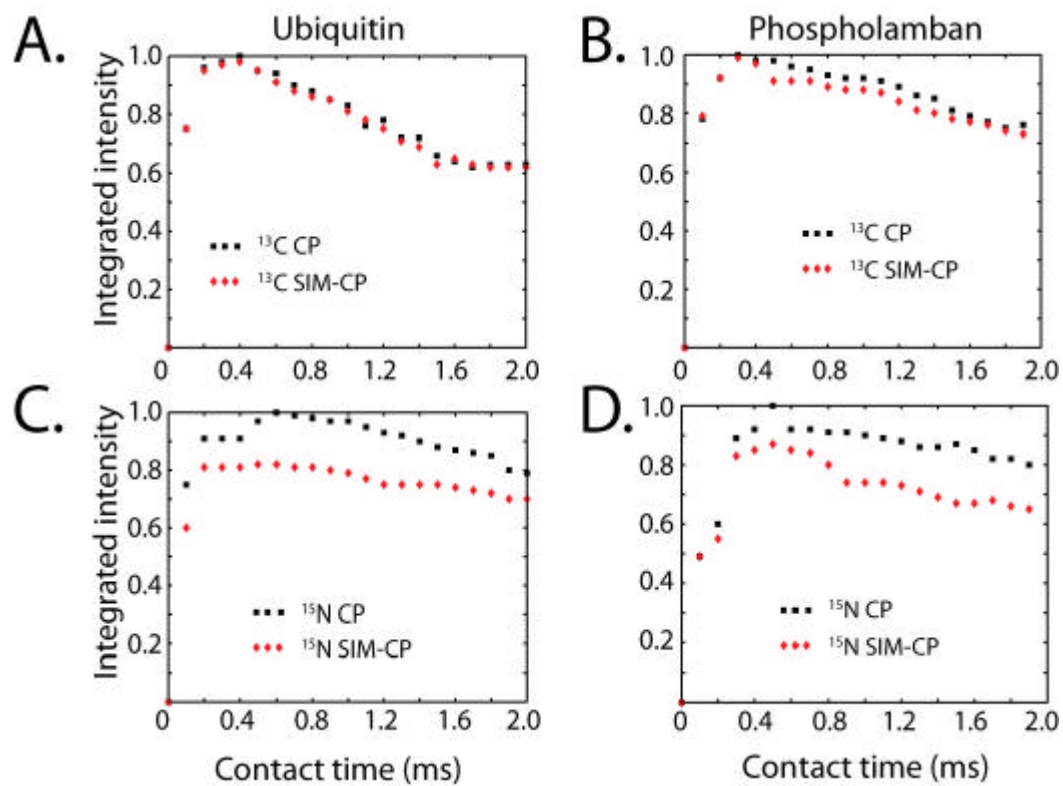 A. Ubiquitin
B. Phospholamban
Integrated intensity
1.0
0.8
0.6
0.4
0.2
¹³C CP
¹³C SIM-CP
0 0.4 0.8 1.2 1.6 2.0
1.0
0.8
0.6
0.4
0.2
¹³C CP
¹³C SIM-CP
0 0.4 0.8 1.2 1.6 2.0
C.
Integrated intensity
1.0
0.8
0.6
0.4
0.2
¹⁵N CP
¹⁵N SIM-CP
0 0.4 0.8 1.2 1.6 2.0
Contact time (ms)
D.
1.0
0.8
0.6
0.4
0.2
¹⁵N CP
¹⁵N SIM-CP
0 0.4 0.8 1.2 1.6 2.0
Contact time (ms)